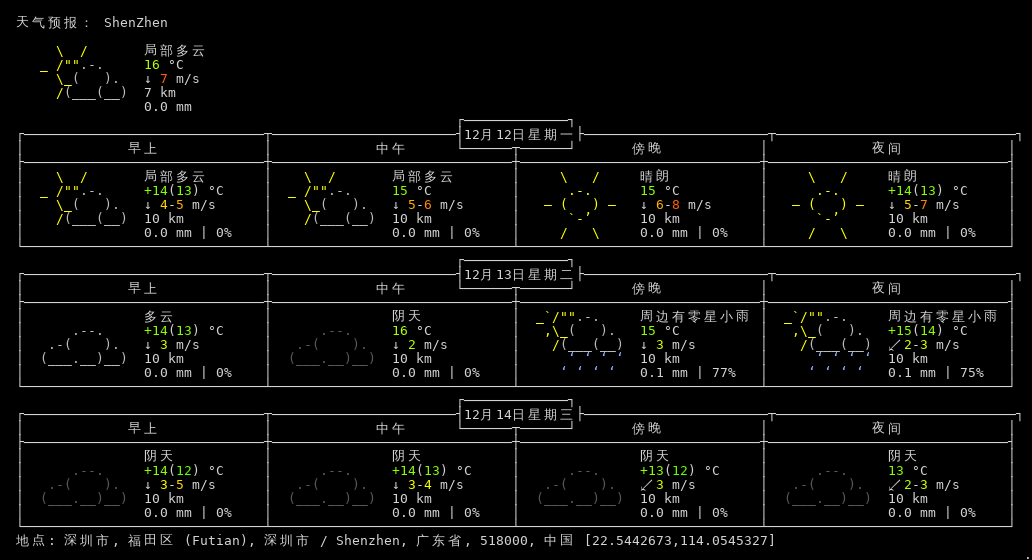 天气预报： ShenZhen
局部多云
16 °C
↓ 7 m/s
7 km
0.0 mm
12月12日星期一
早上 中午 傍晚 夜间
局部多云 局部多云 晴朗 晴朗
+14(13) °C 15 °C 15 °C +14(13) °C
↓ 4-5 m/s ↓ 5-6 m/s ↓ 6-8 m/s ↓ 5-7 m/s
10 km 10 km 10 km 10 km
0.0 mm | 0% 0.0 mm | 0% 0.0 mm | 0% 0.0 mm | 0%
12月13日星期二
早上 中午 傍晚 夜间
多云 阴天 周边有零星小雨 周边有零星小雨
+14(13) °C 16 °C 15 °C +15(14) °C
↓ 3 m/s ↓ 2 m/s ↓ 3 m/s ↙ 2-3 m/s
10 km 10 km 10 km 10 km
0.0 mm | 0% 0.0 mm | 0% 0.1 mm | 77% 0.1 mm | 75%
12月14日星期三
早上 中午 傍晚 夜间
阴天 阴天 阴天 阴天
+14(12) °C +14(13) °C +13(12) °C 13 °C
↓ 3-5 m/s ↓ 3-4 m/s ↙ 3 m/s ↙ 2-3 m/s
10 km 10 km 10 km 10 km
0.0 mm | 0% 0.0 mm | 0% 0.0 mm | 0% 0.0 mm | 0%
地点: 深圳市, 福田区 (Futian), 深圳市 / Shenzhen, 广东省, 518000, 中国 [22.5442673,114.0545327]